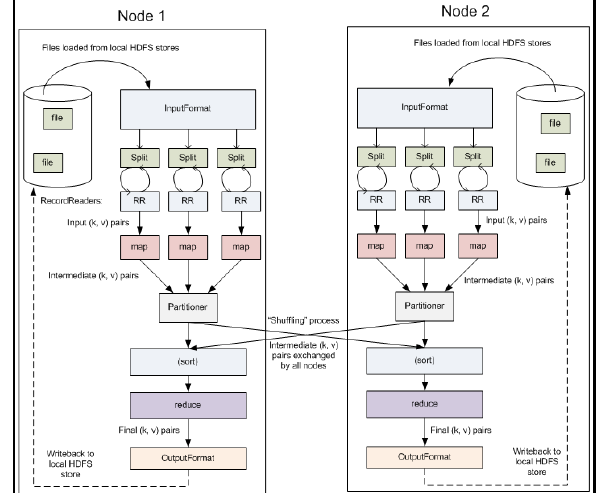 Node 1
Files loaded from local HDFS stores
InputFormat
file
file
Split
Split
Split
RecordReaders:
RR
RR
RR
Input (k, v) pairs
map
map
map
Intermediate (k, v) pairs
Partitioner
(sort)
reduce
Final (k, v) pairs
Writeback to
local HDFS
store
OutputFormat
"Shuffling" process
Intermediate (k, v)
pairs exchanged
by all nodes
Node 2
Files loaded from local HDFS stores
InputFormat
file
file
Split
Split
Split
RR
RR
RR
Input (k, v) pairs
map
map
map
Intermediate (k, v) pairs
Partitioner
(sort)
reduce
Final (k, v) pairs
Writeback to
local HDFS
store
OutputFormat